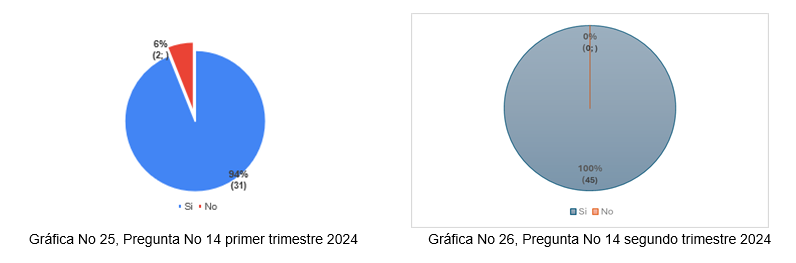 6%
(2; )
94%
(31)
Si No
Gráfica No 25, Pregunta No 14 primer trimestre 2024
0%
(0; )
100%
(45)
Si No
Gráfica No 26, Pregunta No 14 segundo trimestre 2024